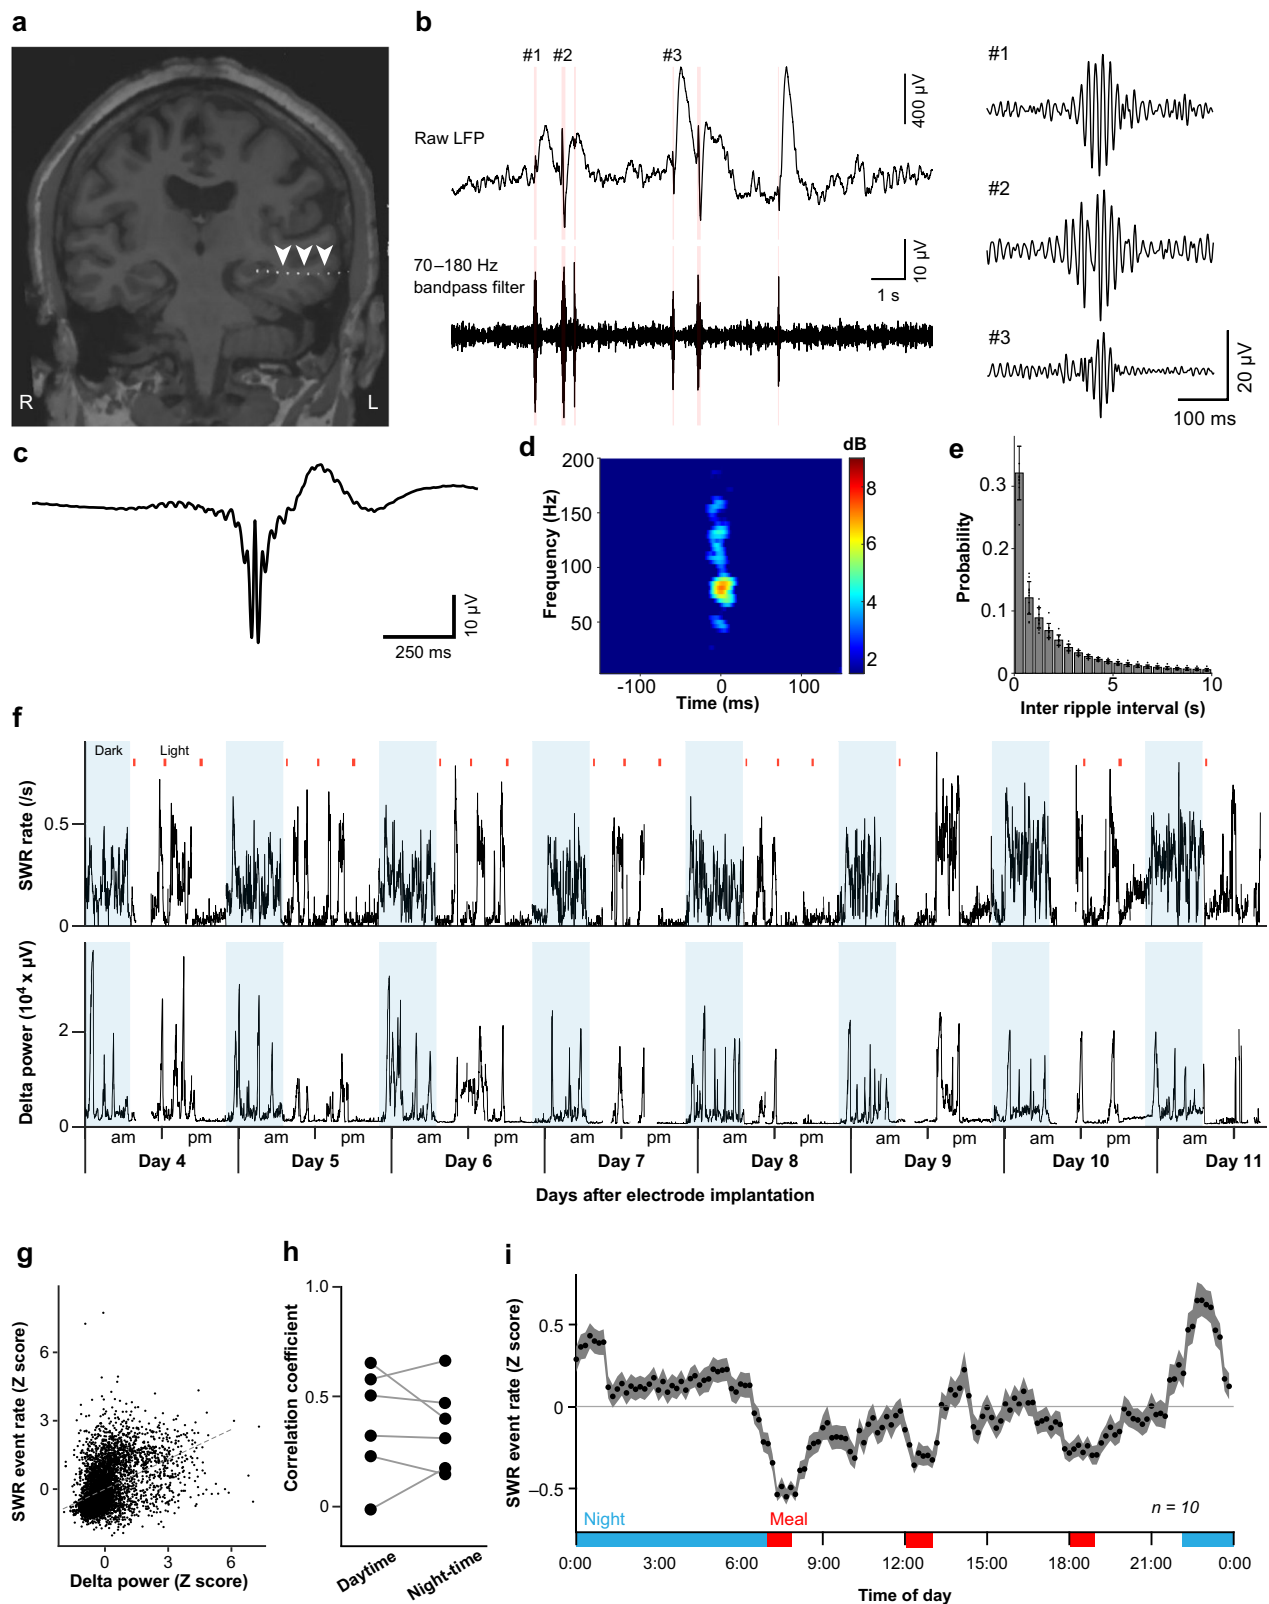 a
R
L
b
#1 #2 #3
Raw LFP
400 µV
70–180 Hz
bandpass filter
10 µV
1 s
#1
#2
#3
20 µV
100 ms
c
10 µV
250 ms
d
dB
200
150
100
50
8
6
4
2
Frequency (Hz)
-100 0 100
Time (ms)
e
Probability
0.3
0.2
0.1
0
0 5 10
Inter ripple interval (s)
f
Dark Light
SWR rate (/s)
0.5
0
Delta power (10⁴ x µV)
2
1
0
am pm am pm am pm am pm am pm am pm am pm am
Day 4 Day 5 Day 6 Day 7 Day 8 Day 9 Day 10 Day 11
Days after electrode implantation
g
SWR event rate (Z score)
6
3
0
0 3 6
Delta power (Z score)
h
Correlation coefficient
1.0
0.5
0
Daytime Night-time
i
SWR event rate (Z score)
0.5
0
–0.5
n = 10
Night Meal
0:00 3:00 6:00 9:00 12:00 15:00 18:00 21:00 0:00
Time of day